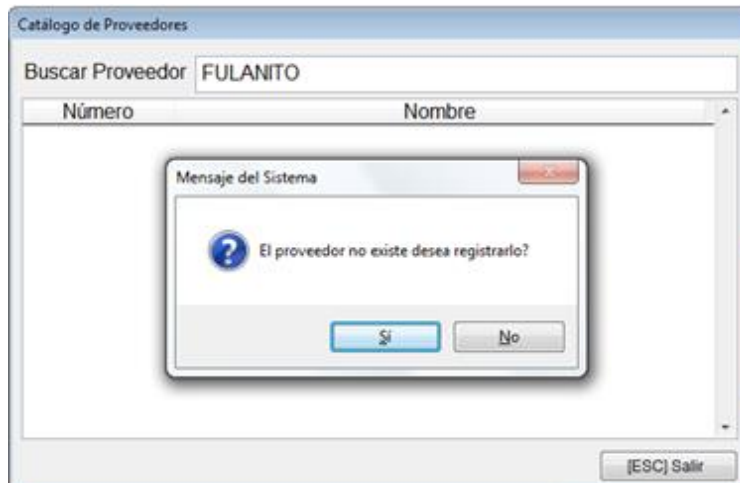 Catálogo de Proveedores
Buscar Proveedor FULANITO
Número Nombre
Mensaje del Sistema
El proveedor no existe desea registrarlo?
Sí No
[ESC] Salir